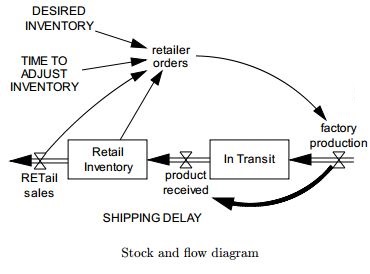 DESIRED
INVENTORY
retailer
orders
TIME TO
ADJUST
INVENTORY
factory
production
Retail
Inventory
In Transit
RETail
sales
product
received
SHIPPING DELAY
Stock and flow diagram